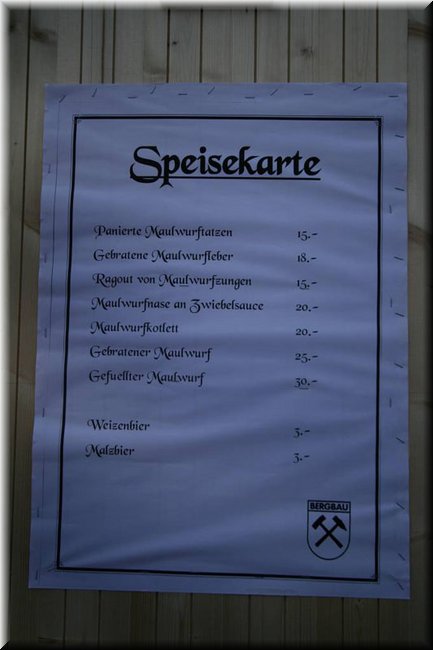 Speisekarte
Panierte Maulwurftatzen 15.-
Gebratene Maulwurfleber 18.-
Ragout von Maulwurfzungen 15.-
Maulwurfnase an Zwiebelsauce 20.-
Maulwurfkotlett 20.-
Gebratener Maulwurf 25.-
Gefuellter Maulwurf 30.-
Weizenbier 3.-
Malzbier 3.-
BERGBAU